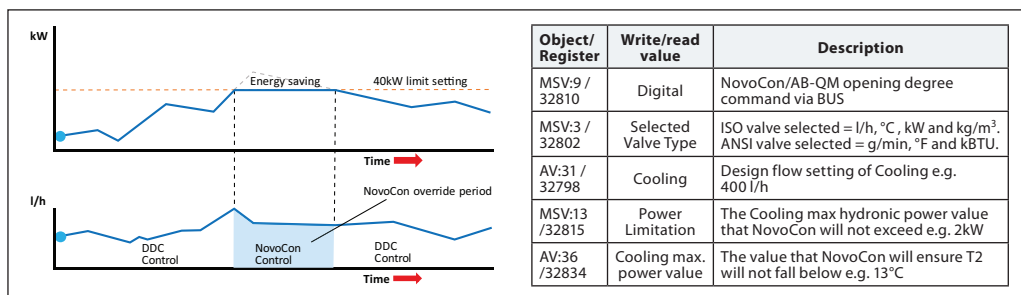 kW
Energy saving
40kW limit setting
Time
NovoCon override period
l/h
DDC
Control
NovoCon
Control
DDC
Control
Time
Object/
Register
Write/read
value
Description
MSV:9 /
32810
Digital
NovoCon/AB-QM opening degree
command via BUS
MSV:3 /
32802
Selected
Valve Type
ISO valve selected = l/h, °C , kW and kg/m³.
ANSI valve selected = g/min, °F and kBTU.
AV:31 /
32798
Cooling
Design flow setting of Cooling e.g.
400 l/h
MSV:13
/32815
Power
Limitation
The Cooling max hydronic power value
that NovoCon will not exceed e.g. 2kW
AV:36
/32834
Cooling max.
power value
The value that NovoCon will ensure T2
will not fall below e.g. 13°C